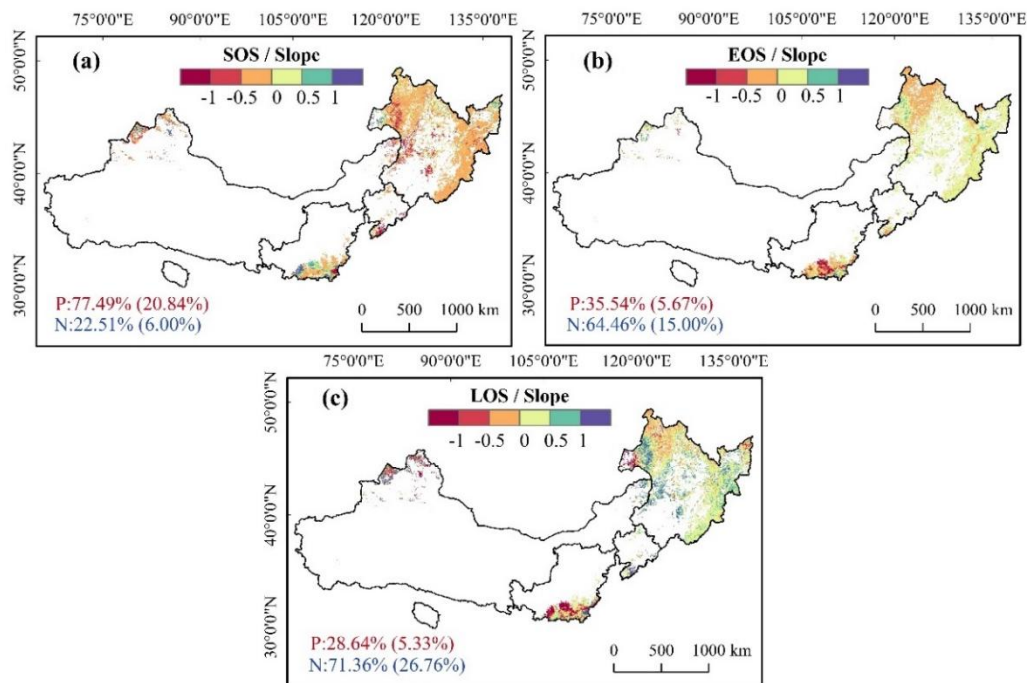 75°0'0"E 90°0'0"E 105°0'0"E 120°0'0"E 135°0'0"E
50°0'0"N
40°0'0"N
30°0'0"N
(a)
SOS / Slope
-1 -0.5 0 0.5 1
P:77.49% (20.84%)
N:22.51% (6.00%)
0 500 1000 km
75°0'0"E 90°0'0"E 105°0'0"E 120°0'0"E 135°0'0"E
50°0'0"N
40°0'0"N
30°0'0"N
(b)
EOS / Slope
-1 -0.5 0 0.5 1
P:35.54% (5.67%)
N:64.46% (15.00%)
0 500 1000 km
75°0'0"E 90°0'0"E 105°0'0"E 120°0'0"E 135°0'0"E
50°0'0"N
40°0'0"N
30°0'0"N
(c)
LOS / Slope
-1 -0.5 0 0.5 1
P:28.64% (5.33%)
N:71.36% (26.76%)
0 500 1000 km